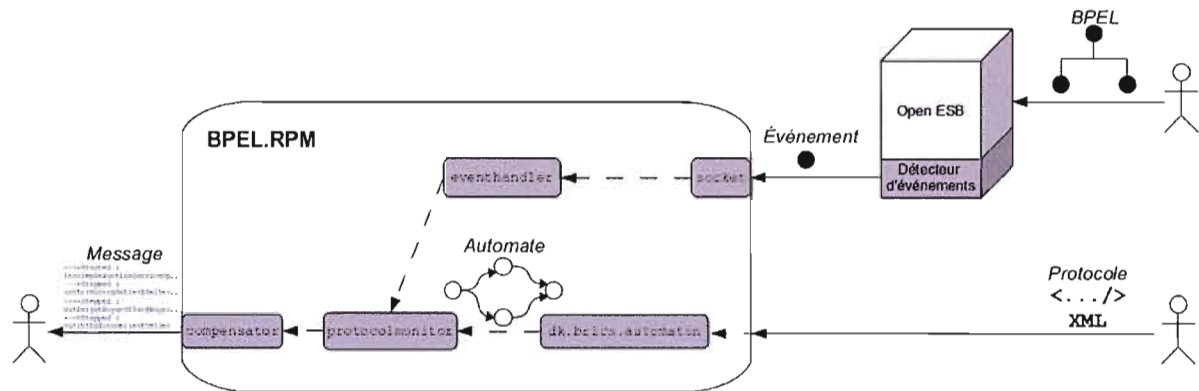 BPEL
Open ESB
BPEL.RPM
Événement
eventhandler
socket
Détecteur
d'événements
Message
Automate
Protocole
<.../>
XML
compensator
protocolmonitor
dk.brics.automaton